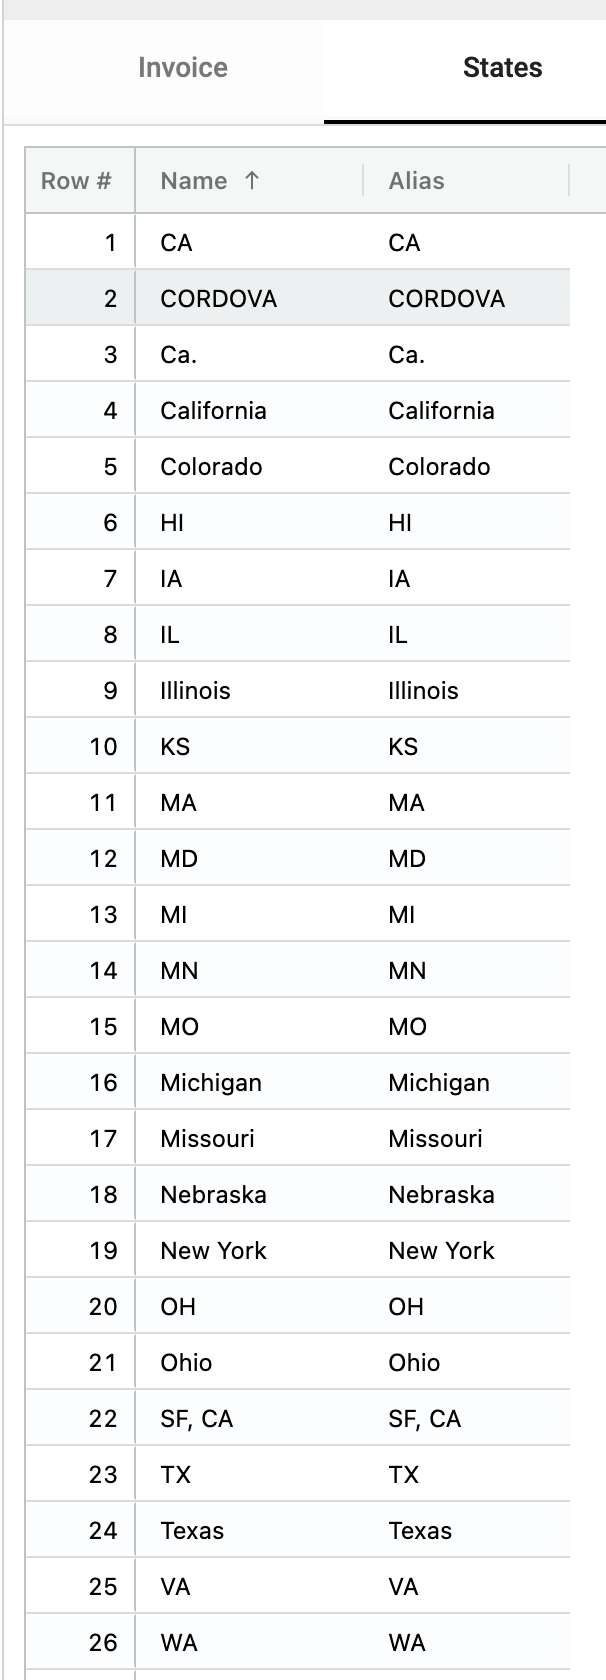 Invoice States
Row # Name ↑ Alias
1 CA CA
2 CORDOVA CORDOVA
3 Ca. Ca.
4 California California
5 Colorado Colorado
6 HI HI
7 IA IA
8 IL IL
9 Illinois Illinois
10 KS KS
11 MA MA
12 MD MD
13 MI MI
14 MN MN
15 MO MO
16 Michigan Michigan
17 Missouri Missouri
18 Nebraska Nebraska
19 New York New York
20 OH OH
21 Ohio Ohio
22 SF, CA SF, CA
23 TX TX
24 Texas Texas
25 VA VA
26 WA WA